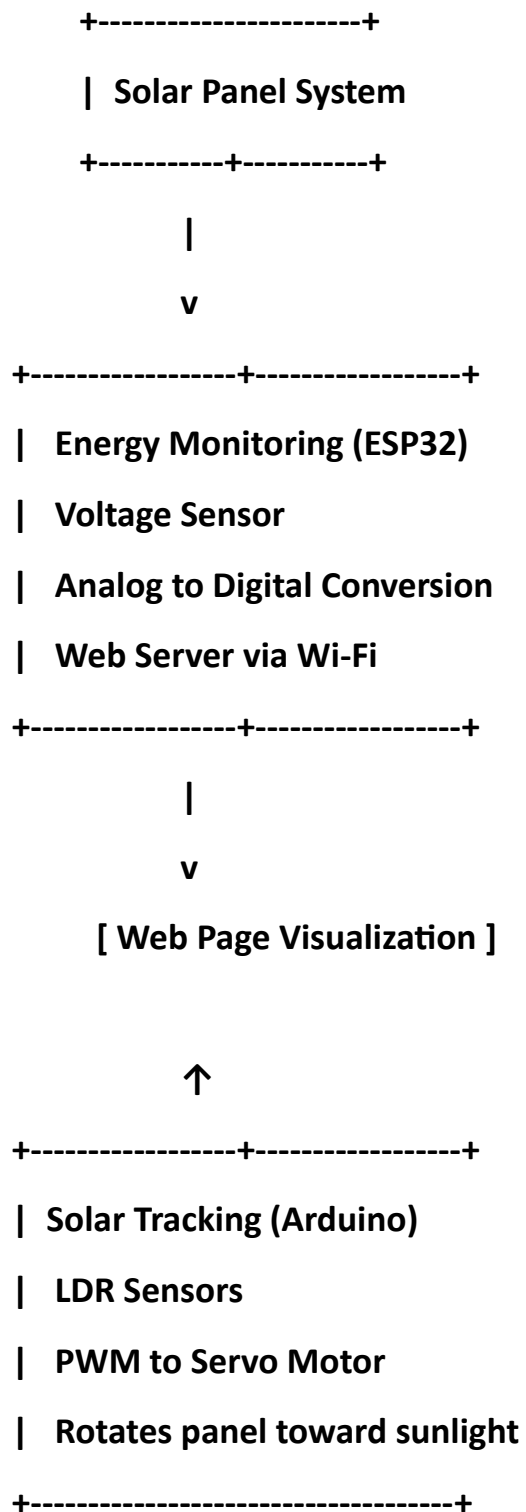 +-----------------------+
| Solar Panel System
+-----------+-----------+
|
v
+------------------+------------------+
| Energy Monitoring (ESP32)
| Voltage Sensor
| Analog to Digital Conversion
| Web Server via Wi-Fi
+------------------+------------------+
|
v
[ Web Page Visualization ]
↑
+------------------+------------------+
| Solar Tracking (Arduino)
| LDR Sensors
| PWM to Servo Motor
| Rotates panel toward sunlight
+------------------------------------+